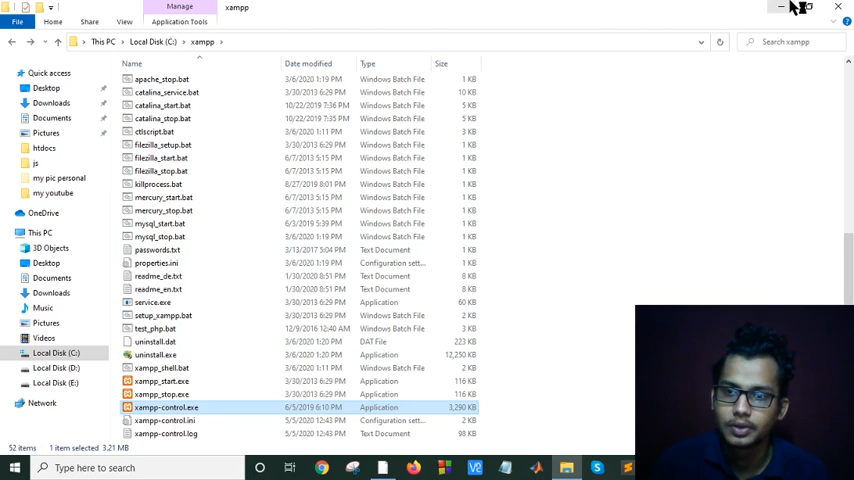 Manage
xampp
File
Home
Share
View
Application Tools
This PC
Local Disk (C:)
xampp
Search xampp
Name
Date modified
Type
Size
Quick access
Desktop
Downloads
Documents
Pictures
htdocs
js
my pic personal
my youtube
OneDrive
This PC
3D Objects
Desktop
Documents
Downloads
Music
Pictures
Videos
Local Disk (C:)
Local Disk (D:)
Local Disk (E:)
Network
apache_stop.bat 3/6/2020 1:19 PM Windows Batch File 1 KB
catalina_service.bat 3/30/2013 6:29 PM Windows Batch File 10 KB
catalina_start.bat 10/22/2019 7:36 PM Windows Batch File 5 KB
catalina_stop.bat 10/22/2019 7:35 PM Windows Batch File 5 KB
ctlscript.bat 3/6/2020 1:11 PM Windows Batch File 3 KB
filezilla_setup.bat 3/30/2013 6:29 PM Windows Batch File 1 KB
filezilla_start.bat 6/7/2013 5:15 PM Windows Batch File 1 KB
filezilla_stop.bat 6/7/2013 5:15 PM Windows Batch File 1 KB
killprocess.bat 8/27/2019 8:01 PM Windows Batch File 1 KB
mercury_start.bat 6/7/2013 5:15 PM Windows Batch File 1 KB
mercury_stop.bat 6/7/2013 5:15 PM Windows Batch File 1 KB
mysql_start.bat 6/3/2019 5:39 PM Windows Batch File 1 KB
mysql_stop.bat 3/6/2020 1:19 PM Windows Batch File 1 KB
passwords.txt 3/13/2017 5:04 PM Text Document 1 KB
properties.ini 3/6/2020 1:19 PM Configuration sett... 1 KB
readme_de.txt 1/30/2020 8:51 PM Text Document 8 KB
readme_en.txt 1/30/2020 8:51 PM Text Document 8 KB
service.exe 3/30/2013 6:29 PM Application 60 KB
setup_xampp.bat 3/30/2013 6:29 PM Windows Batch File 1 KB
test_php.bat 12/9/2016 12:40 AM Windows Batch File 3 KB
uninstall.dat 3/6/2020 1:20 PM DAT File 223 KB
uninstall.exe 3/6/2020 1:20 PM Application 12,250 KB
xampp_shell.bat 3/6/2020 1:11 PM Windows Batch File 2 KB
xampp_start.exe 3/30/2013 6:29 PM Application 116 KB
xampp_stop.exe 3/30/2013 6:29 PM Application 116 KB
xampp-control.exe 6/5/2019 6:10 PM Application 3,290 KB
xampp-control.ini 5/5/2020 12:43 PM Configuration sett... 2 KB
xampp-control.log 5/5/2020 12:43 PM Text Document 98 KB
52 items 1 item selected 3.21 MB
Type here to search